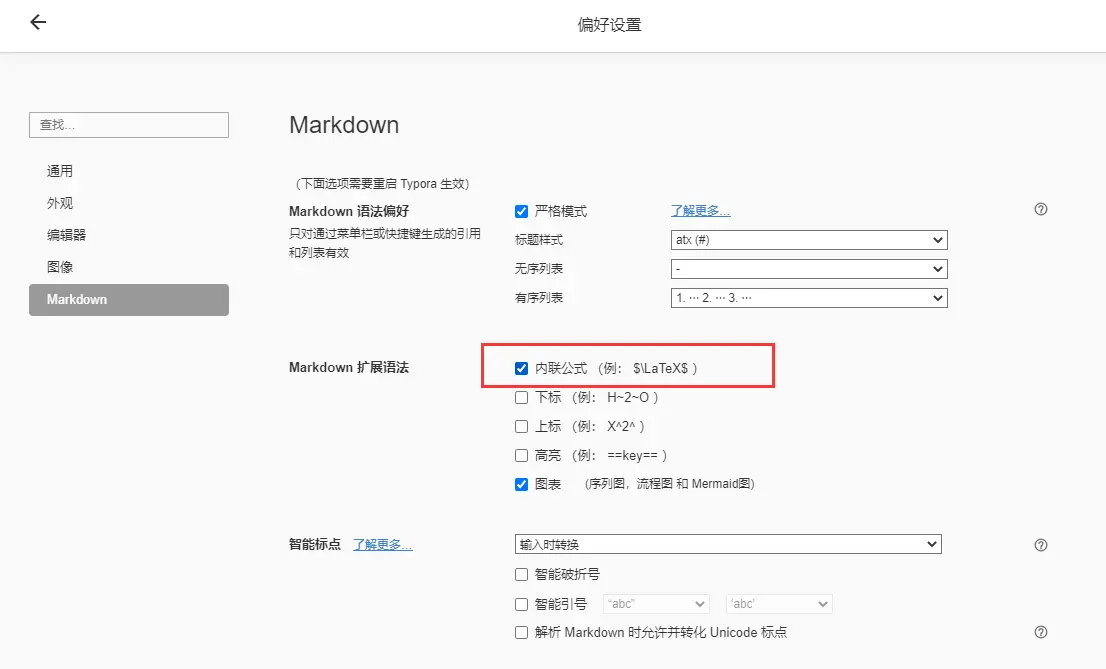 偏好设置
查找...
通用
外观
编辑器
图像
Markdown
Markdown
（下面选项需要重启 Typora 生效）
Markdown 语法偏好
只对通过菜单栏或快捷键生成的引用
和列表有效
严格模式 了解更多...
标题样式 atx (#)
无序列表 -
有序列表 1. ··· 2. ··· 3. ···
Markdown 扩展语法
内联公式 （例： $\LaTeX$ ）
下标 （例： H~2~O ）
上标 （例： X^2^ ）
高亮 （例： ==key== ）
图表 （序列图，流程图 和 Mermaid图)
智能标点 了解更多... 输入时转换
智能破折号
智能引号 “abc” ‘abc’
解析 Markdown 时允许并转化 Unicode 标点